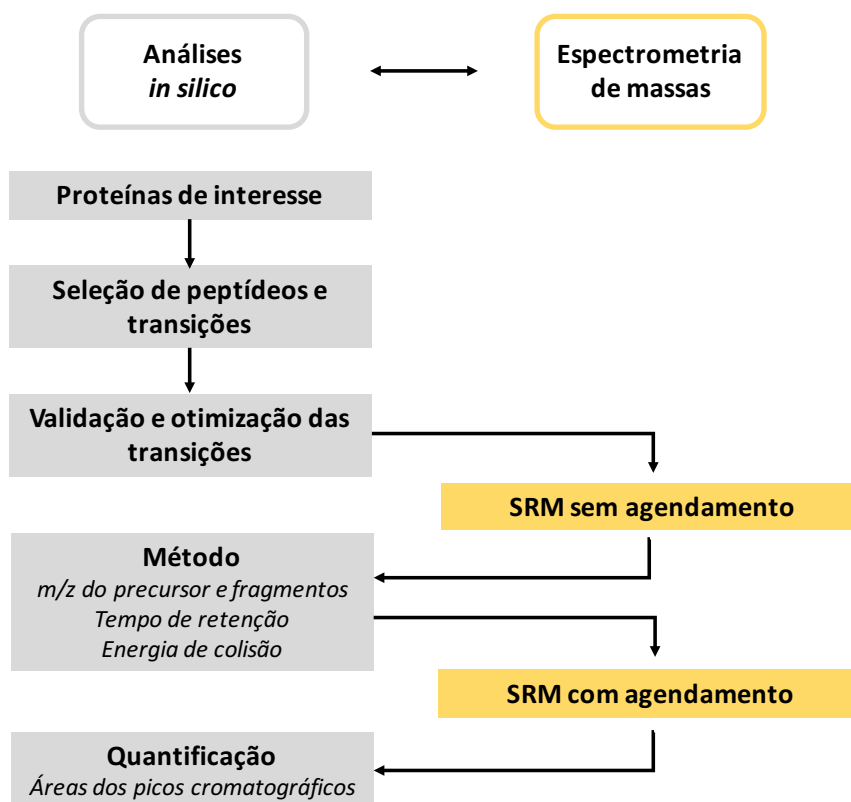 Análises
in silico
Espectrometria
de massas
Proteínas de interesse
Seleção de peptídeos e
transições
Validação e otimização das
transições
SRM sem agendamento
Método
m/z do precursor e fragmentos
Tempo de retenção
Energia de colisão
SRM com agendamento
Quantificação
Áreas dos picos cromatográficos